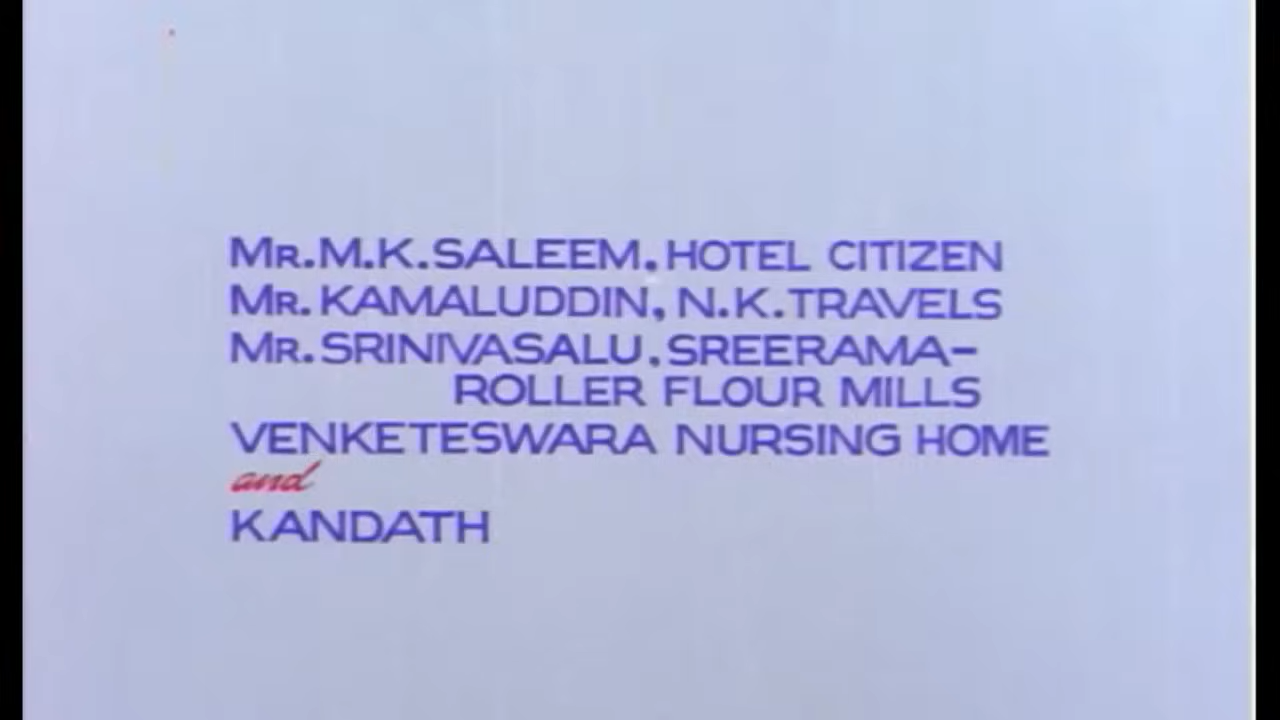 MR.M.K.SALEEM, HOTEL CITIZEN
MR. KAMALUDDIN, N.K.TRAVELS
MR. SRINIVASALU, SREERAMA-
ROLLER FLOUR MILLS
VENKETESWARA NURSING HOME
and
KANDATH